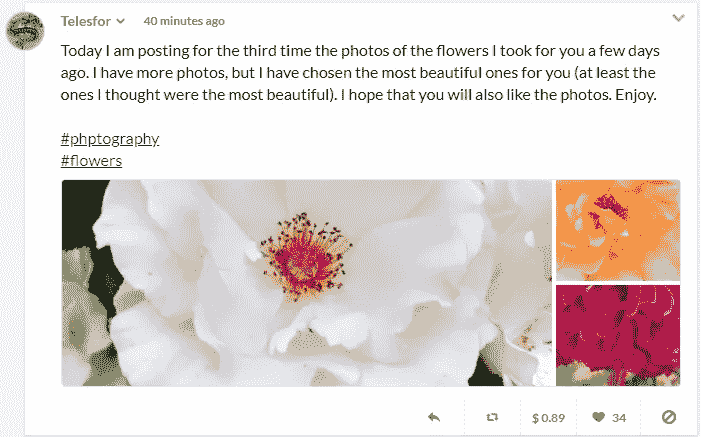 Telesfor 40 minutes ago
Today I am posting for the third time the photos of the flowers I took for you a few days
ago. I have more photos, but I have chosen the most beautiful ones for you (at least the
ones I thought were the most beautiful). I hope that you will also like the photos. Enjoy.
#phptography
#flowers
$ 0.89 34